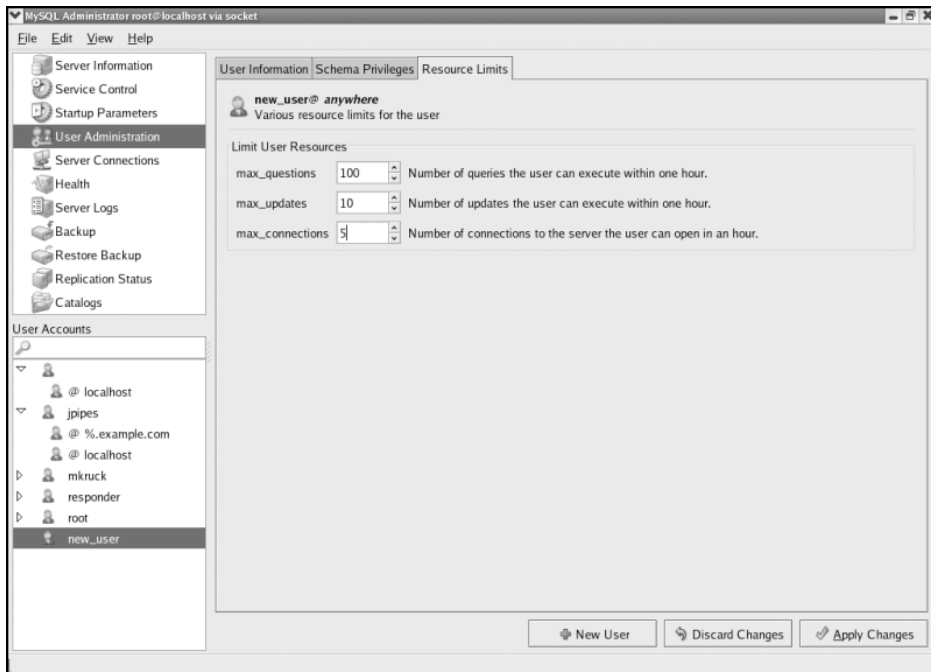 MySQL Administrator root@localhost via socket
File Edit View Help
Server Information
Service Control
Startup Parameters
User Administration
Server Connections
Health
Server Logs
Backup
Restore Backup
Replication Status
Catalogs
User Accounts
@ localhost
jpipes
@ %.example.com
@ localhost
mkruck
responder
root
new_user
User Information Schema Privileges Resource Limits
new_user@ anywhere
Various resource limits for the user
Limit User Resources
max_questions 100 Number of queries the user can execute within one hour.
max_updates 10 Number of updates the user can execute within one hour.
max_connections 5 Number of connections to the server the user can open in an hour.
New User Discard Changes Apply Changes